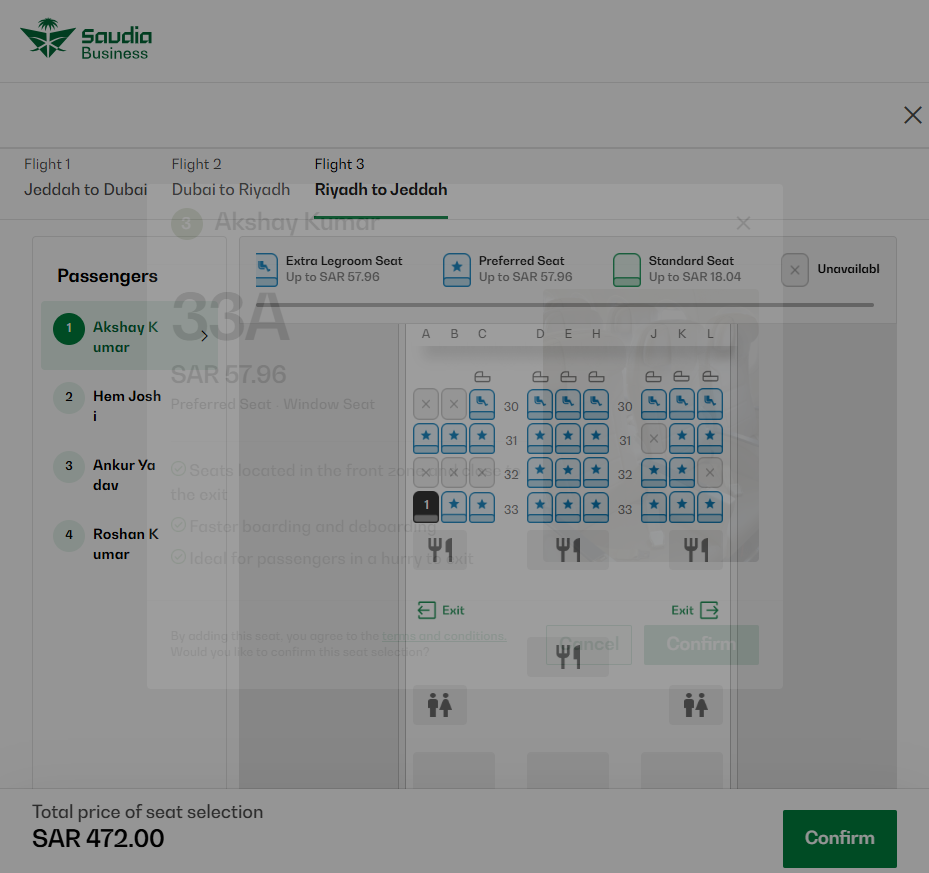 Saudia
Business
Flight 1
Jeddah to Dubai
Flight 2
Dubai to Riyadh
Flight 3
Riyadh to Jeddah
Passengers
1
Akshay K
umar
2
Hem Josh
i
3
Ankur Ya
dav
4
Roshan K
umar
Extra Legroom Seat
Up to SAR 57.96
Preferred Seat
Up to SAR 57.96
Standard Seat
Up to SAR 18.04
Unavailabl
A B C D E H J K L
30 30
31 31
32 32
1 33 33
Exit Exit
3 Akshay Kumar
33A
SAR 57.96
Preferred Seat Window Seat
Seats located in the front zone and close
the exit
Faster boarding and deboarding
Ideal for passengers in a hurry to exit
By adding this seat, you agree to the terms and conditions.
Would you like to confirm this seat selection?
Cancel
Confirm
Total price of seat selection
SAR 472.00
Confirm